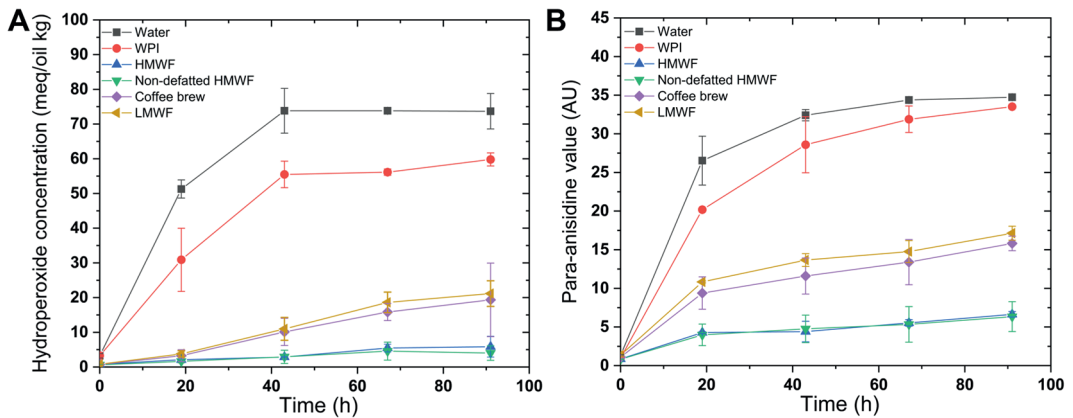 A
Hydroperoxide concentration (meq/oil kg)
100
90
80
70
60
50
40
30
20
10
0
Water
WPI
HMWF
Non-defatted HMWF
Coffee brew
LMWF
0 20 40 60 80 100
Time (h)
B
Para-anisidine value (AU)
45
40
35
30
25
20
15
10
5
0
Water
WPI
HMWF
Non-defatted HMWF
Coffee brew
LMWF
0 20 40 60 80 100
Time (h)